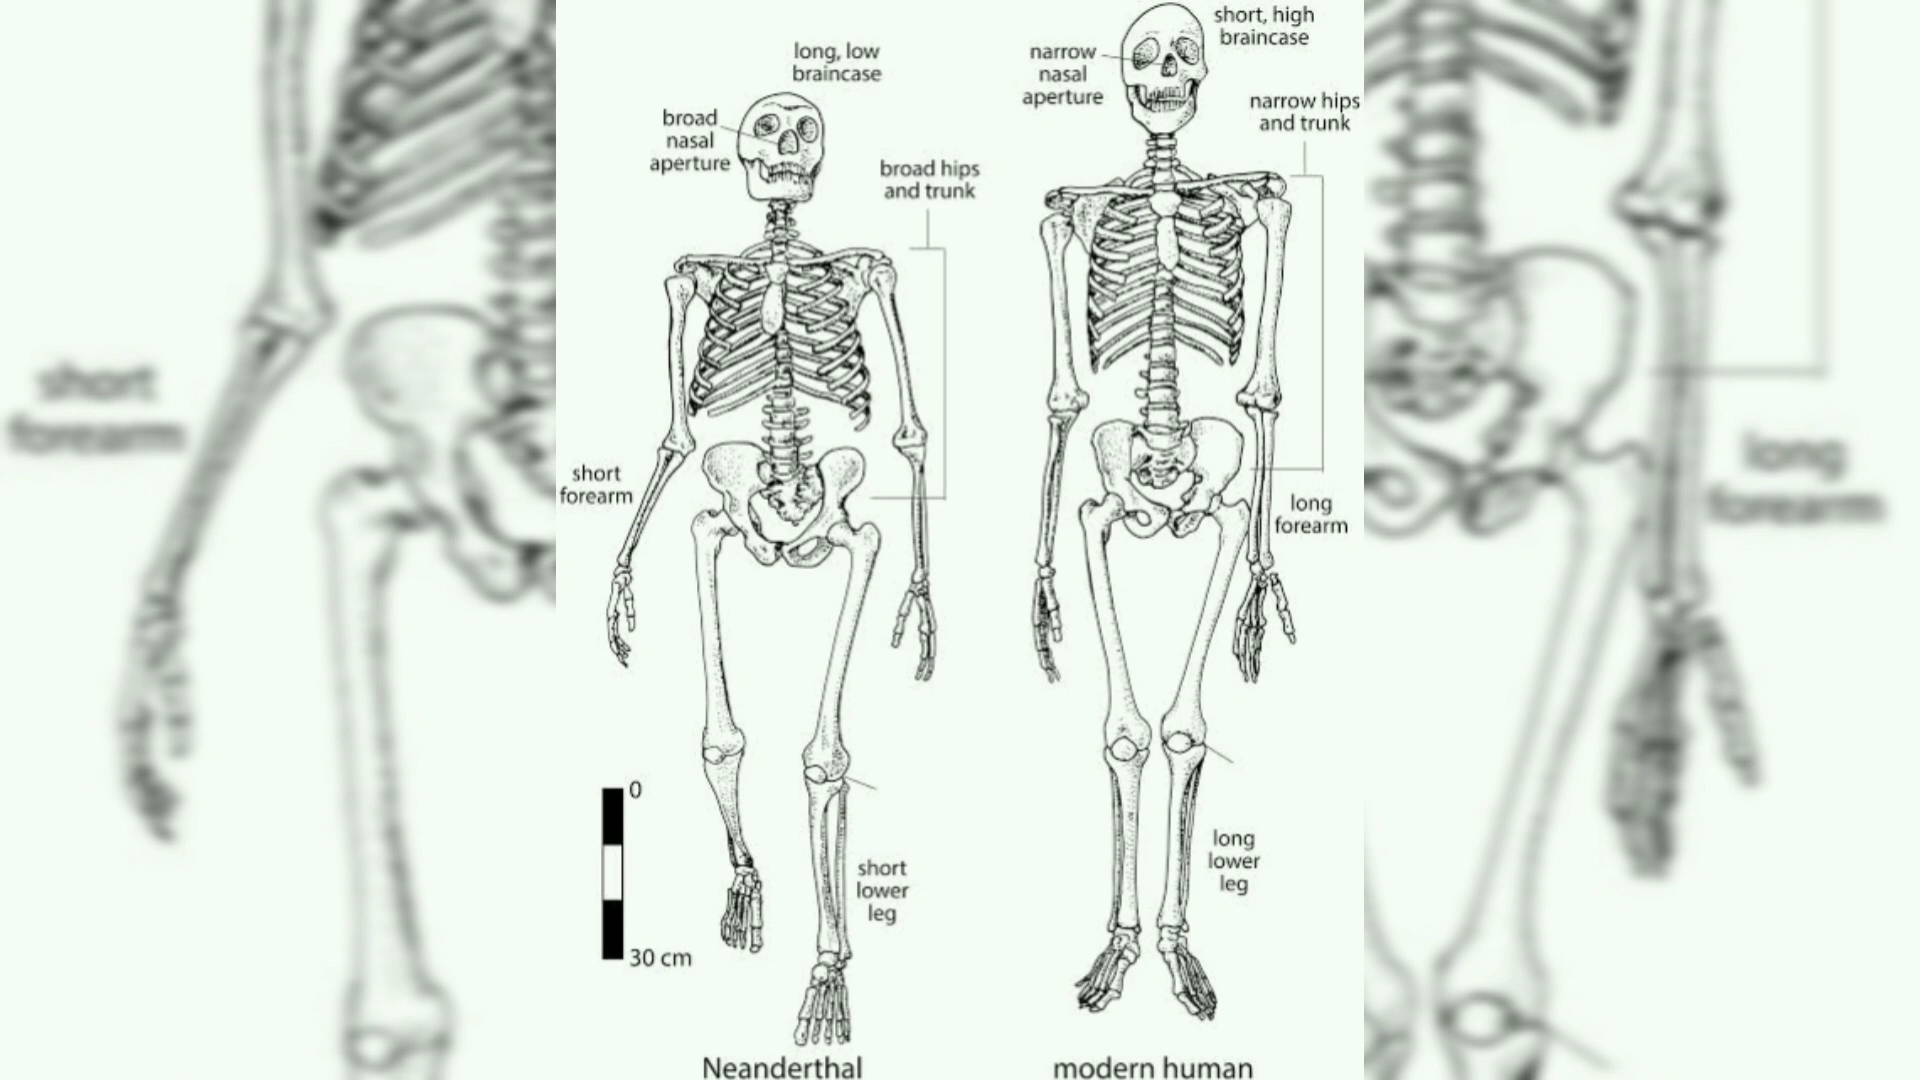 long, low
braincase
broad
nasal
aperture
broad hips
and trunk
short
forearm
0
30 cm
short
lower
leg
Neanderthal
short, high
braincase
narrow
nasal
aperture
narrow hips
and trunk
long
forearm
long
lower
leg
modern human
short
forearm
long
forearm